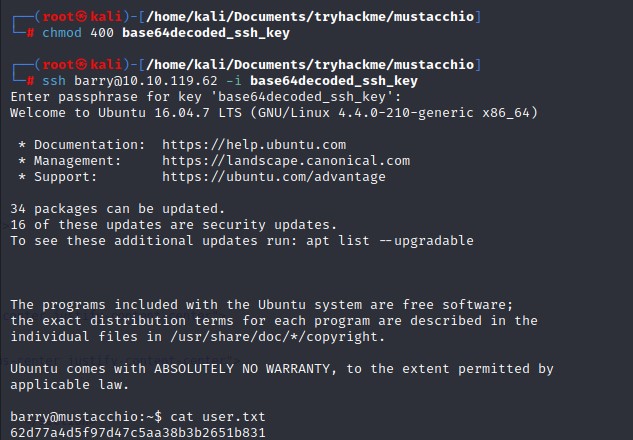 ┌──(root㉿kali)-[/home/kali/Documents/tryhackme/mustacchio]
└─# chmod 400 base64decoded_ssh_key
┌──(root㉿kali)-[/home/kali/Documents/tryhackme/mustacchio]
└─# ssh barry@10.10.119.62 -i base64decoded_ssh_key
Enter passphrase for key 'base64decoded_ssh_key':
Welcome to Ubuntu 16.04.7 LTS (GNU/Linux 4.4.0-210-generic x86_64)
* Documentation:  https://help.ubuntu.com
* Management:     https://landscape.canonical.com
* Support:        https://ubuntu.com/advantage
34 packages can be updated.
16 of these updates are security updates.
To see these additional updates run: apt list --upgradable
The programs included with the Ubuntu system are free software;
the exact distribution terms for each program are described in the
individual files in /usr/share/doc/*/copyright.
Ubuntu comes with ABSOLUTELY NO WARRANTY, to the extent permitted by
applicable law.
barry@mustacchio:~$ cat user.txt
62d77a4d5f97d47c5aa38b3b2651b831